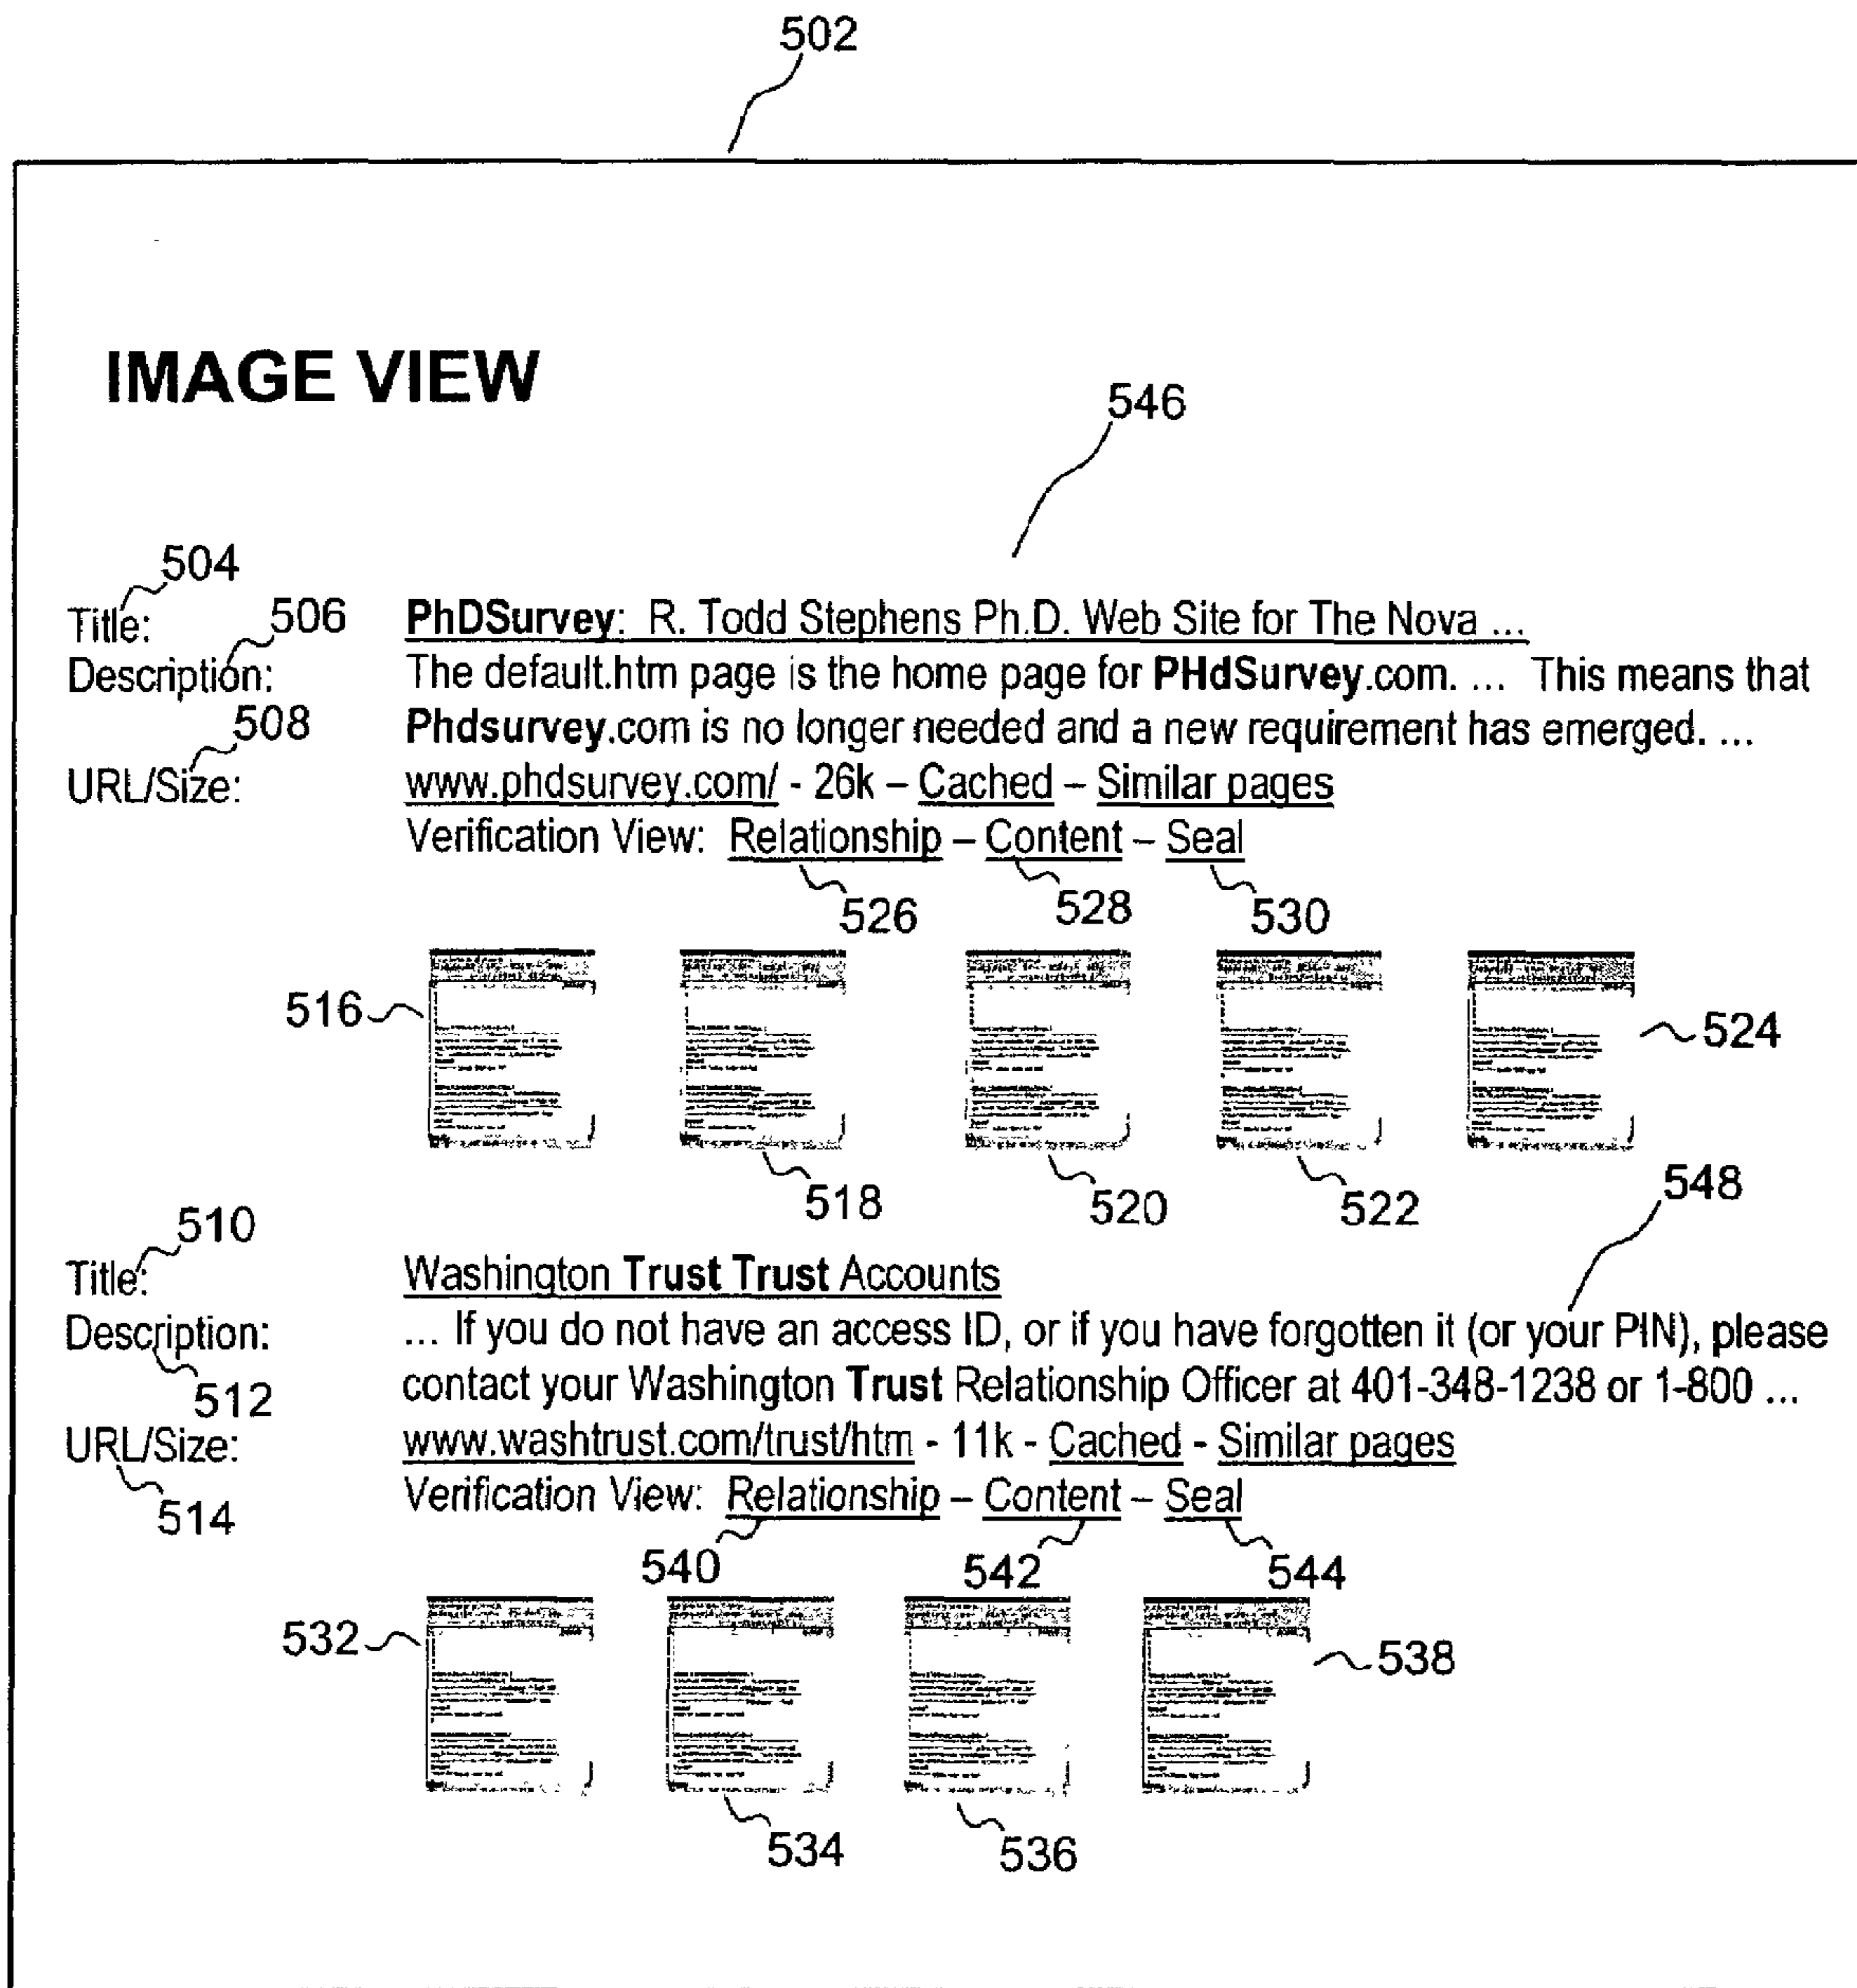 502
IMAGE VIEW
546
504
Title: 506 PhDSurvey: R. Todd Stephens Ph.D. Web Site for The Nova ...
Description: The default.htm page is the home page for PHdSurvey.com. ... This means that
508 Phdsurvey.com is no longer needed and a new requirement has emerged. ...
URL/Size: www.phdsurvey.com/ - 26k – Cached – Similar pages
Verification View: Relationship – Content – Seal
526 528 530
516 524
518 520 522 548
510
Title: Washington Trust Trust Accounts
Description: ... If you do not have an access ID, or if you have forgotten it (or your PIN), please
512 contact your Washington Trust Relationship Officer at 401-348-1238 or 1-800 ...
URL/Size: www.washtrust.com/trust/htm - 11k - Cached - Similar pages
514 Verification View: Relationship – Content – Seal
540 542 544
532 538
534 536